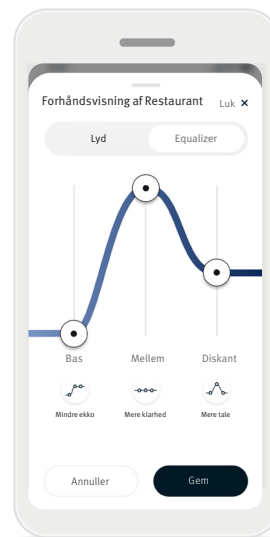 Forhåndsvisning af Restaurant Luk ×
Lyd Equalizer
Bas Mellem Diskant
Mindre ekko Mere klarhed Mere tale
Annuller Gem